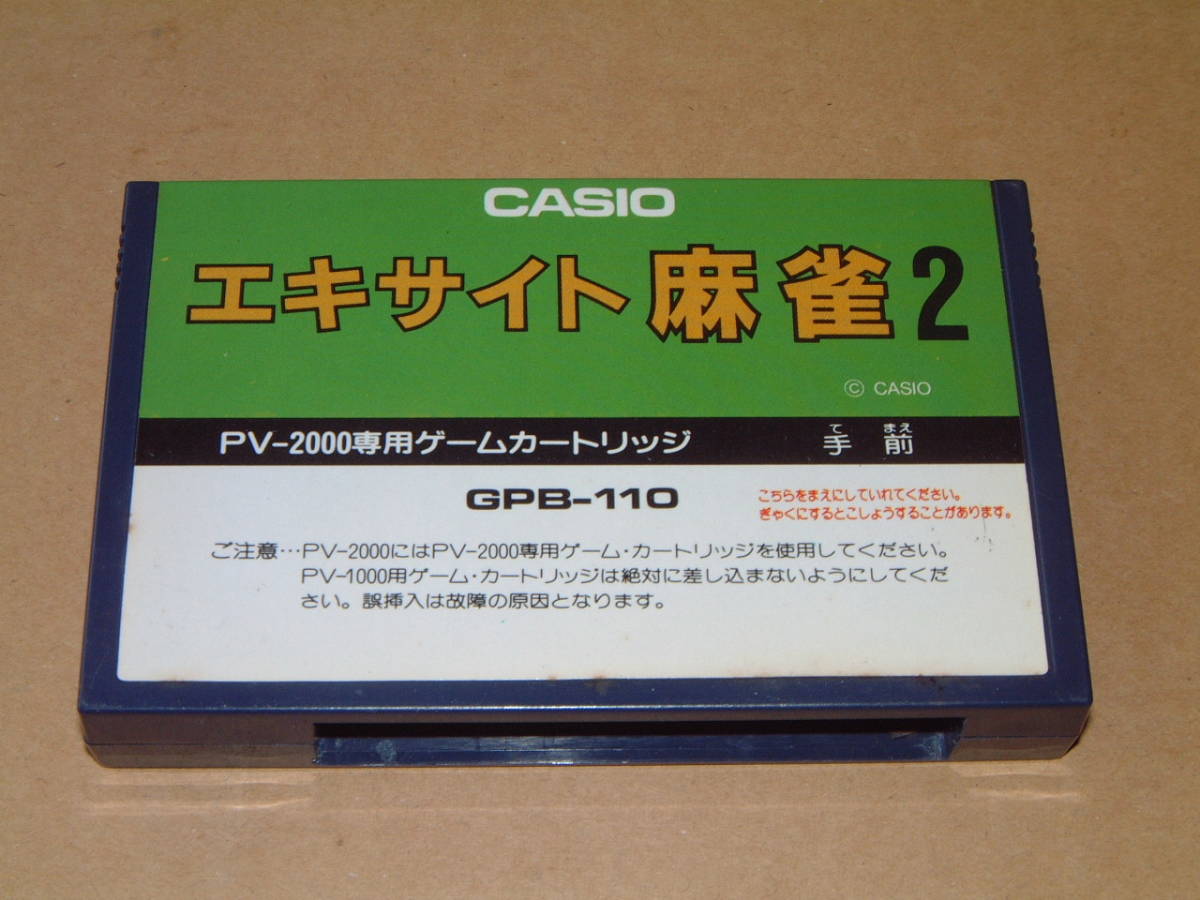 CASIO
エキサイト麻雀2
© CASIO
PV-2000専用ゲームカートリッジ
て まえ
手 前
GPB-110
こちらをまえにしていれてください。
ぎゃくにするとこしょうすることがあります。
ご注意…PV-2000にはPV-2000専用ゲーム・カートリッジを使用してください。
PV-1000用ゲーム・カートリッジは絶対に差し込まないようにしてくだ
さい。誤挿入は故障の原因となります。